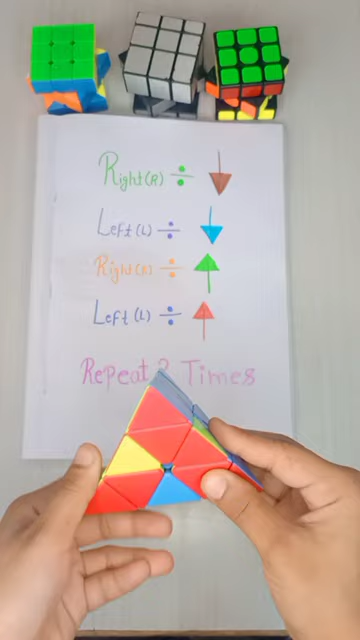 Right(R) ÷ ↓
Left(L) ÷ ↓
Right(R) ÷ ↑
Left(L) ÷ ↑
Repeat Times